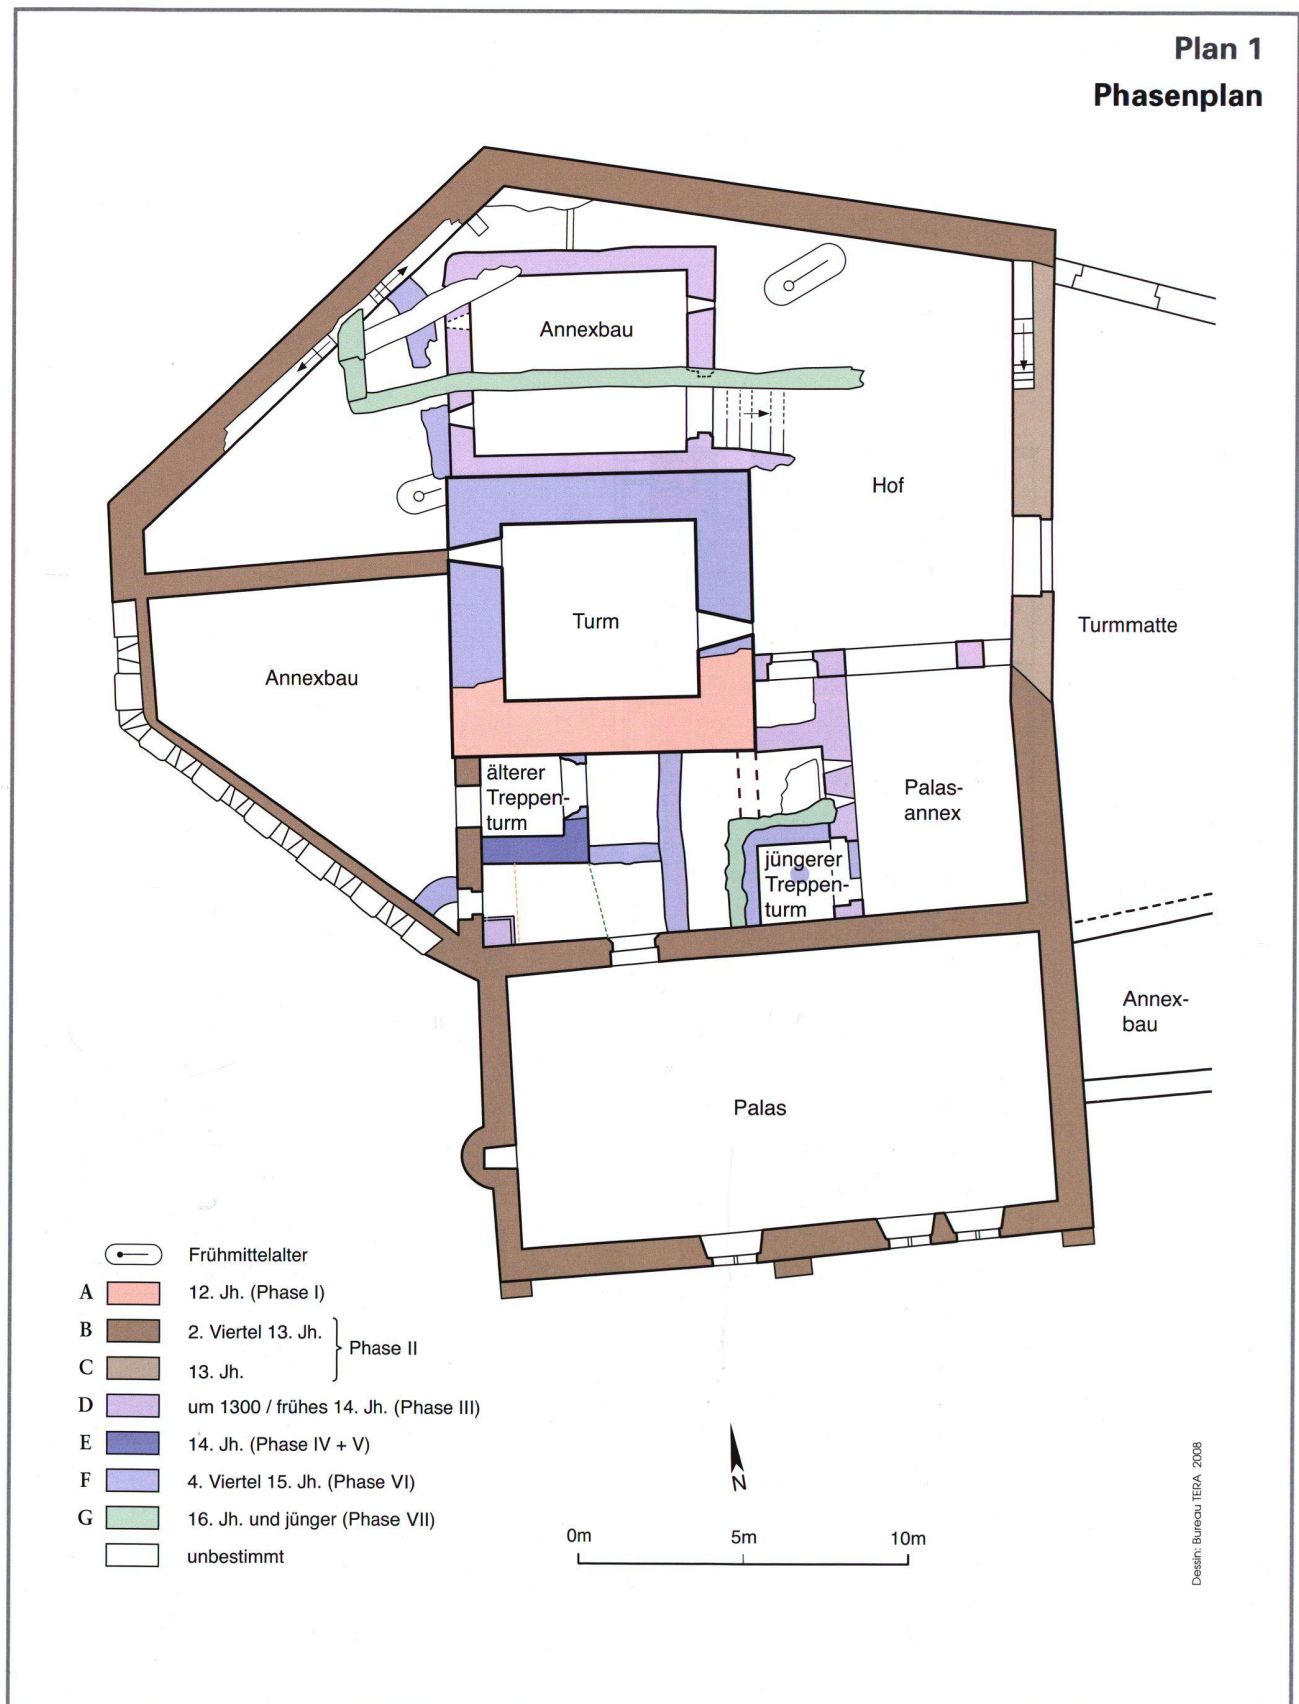 Plan 1
Phasenplan
Annexbau
Hof
Turm
Turmmatte
Annexbau
älterer
Treppen-
turm
Palas-
annex
jüngerer
Treppen-
turm
Annex-
bau
Palas
Frühmittelalter
A 12. Jh. (Phase I)
B 2. Viertel 13. Jh.
Phase II
C 13. Jh.
D um 1300 / frühes 14. Jh. (Phase III)
E 14. Jh. (Phase IV + V)
F 4. Viertel 15. Jh. (Phase VI)
G 16. Jh. und jünger (Phase VII)
unbestimmt
N
0m 5m 10m
Dessin: Bureau TERA 2008